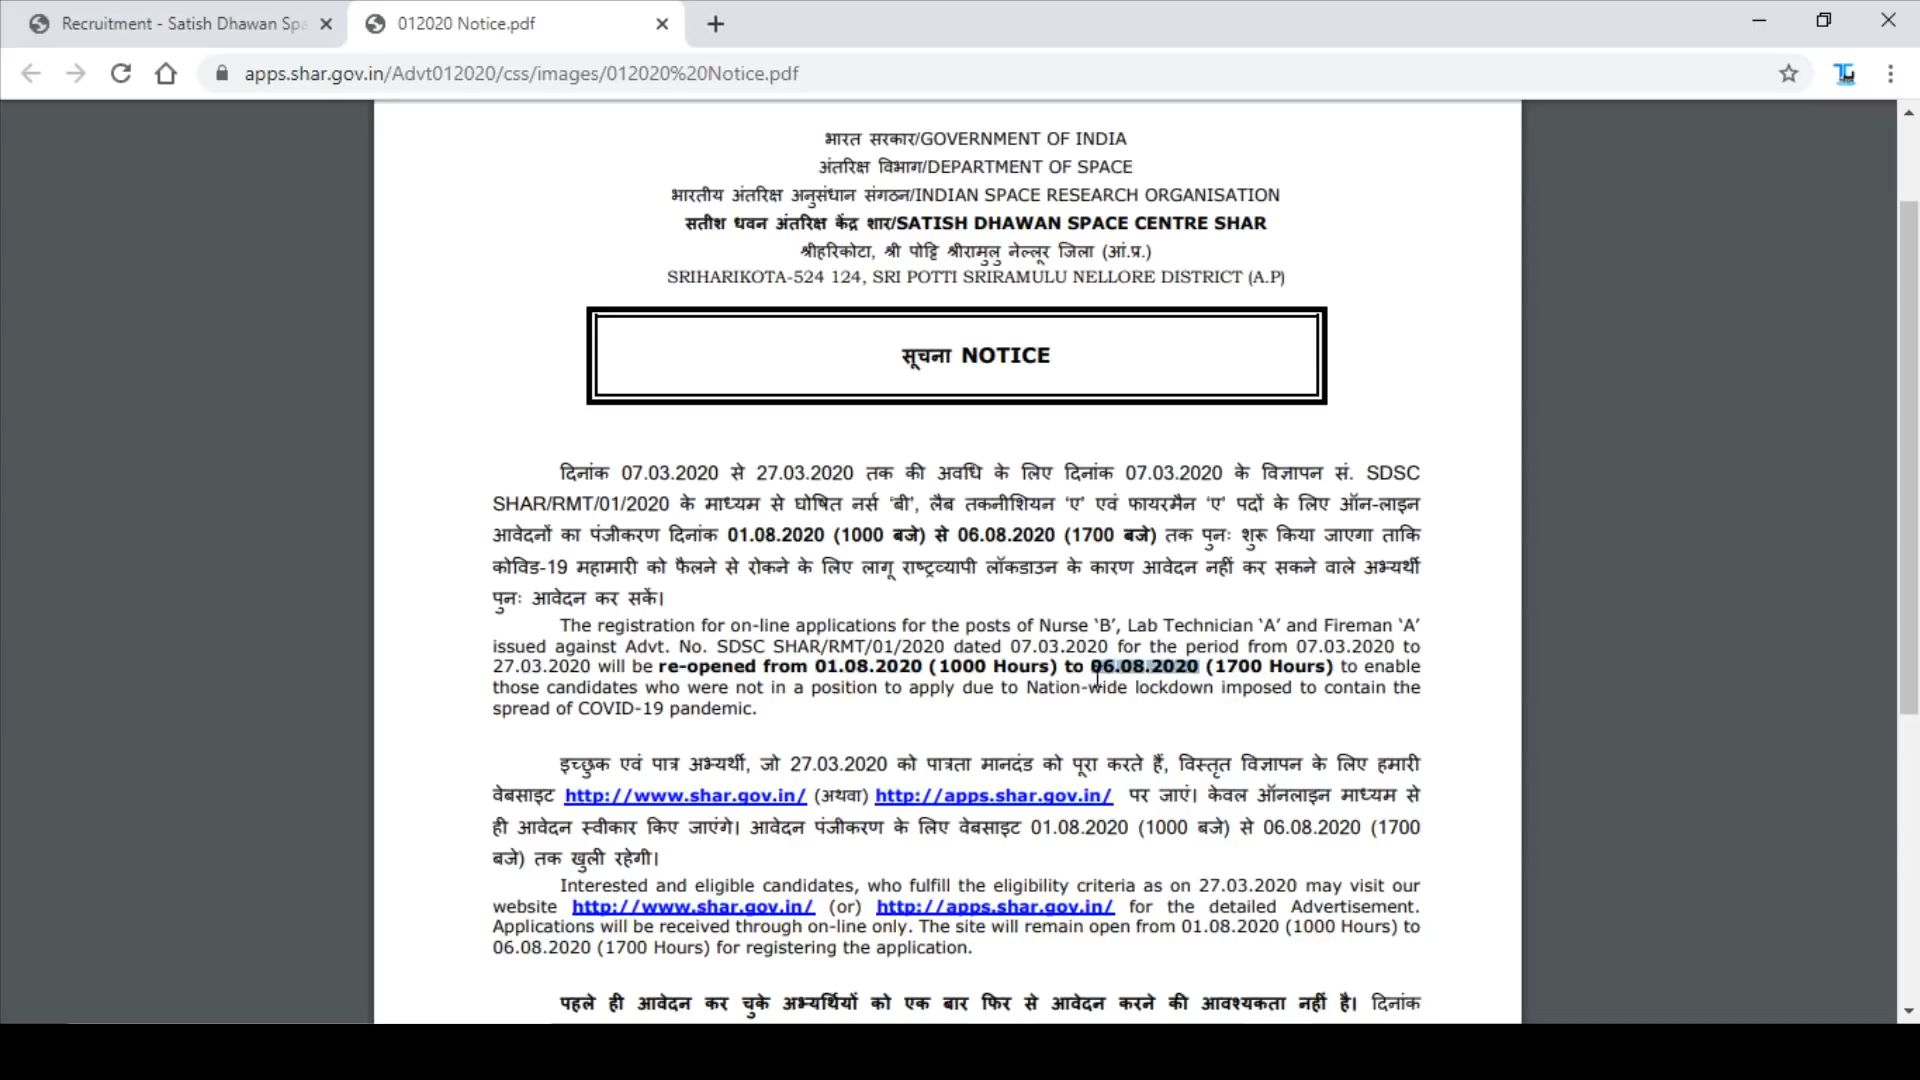 Recruitment - Satish Dhawan Spa
012020 Notice.pdf
apps.shar.gov.in/Advt012020/css/images/012020%20Notice.pdf
भारत सरकार/GOVERNMENT OF INDIA
अंतरिक्ष विभाग/DEPARTMENT OF SPACE
भारतीय अंतरिक्ष अनुसंधान संगठन/INDIAN SPACE RESEARCH ORGANISATION
सतीश धवन अंतरिक्ष केंद्र शार/SATISH DHAWAN SPACE CENTRE SHAR
श्रीहरिकोटा, श्री पोट्टि श्रीरामुलु नेल्लूर जिला (आं.प्र.)
SRIHARIKOTA-524 124, SRI POTTI SRIRAMULU NELLORE DISTRICT (A.P)
सूचना NOTICE
दिनांक 07.03.2020 से 27.03.2020 तक की अवधि के लिए दिनांक 07.03.2020 के विज्ञापन सं. SDSC
SHAR/RMT/01/2020 के माध्यम से घोषित नर्स ‘बी’, लैब तकनीशियन ‘ए’ एवं फायरमैन ‘ए’ पदों के लिए ऑन-लाइन
आवेदनों का पंजीकरण दिनांक 01.08.2020 (1000 बजे) से 06.08.2020 (1700 बजे) तक पुनः शुरू किया जाएगा ताकि
कोविड-19 महामारी को फैलने से रोकने के लिए लागू राष्ट्रव्यापी लॉकडाउन के कारण आवेदन नहीं कर सकने वाले अभ्यर्थी
पुनः आवेदन कर सकें।
The registration for on-line applications for the posts of Nurse ‘B’, Lab Technician ‘A’ and Fireman ‘A’
issued against Advt. No. SDSC SHAR/RMT/01/2020 dated 07.03.2020 for the period from 07.03.2020 to
27.03.2020 will be re-opened from 01.08.2020 (1000 Hours) to 06.08.2020 (1700 Hours) to enable
those candidates who were not in a position to apply due to Nation-wide lockdown imposed to contain the
spread of COVID-19 pandemic.
इच्छुक एवं पात्र अभ्यर्थी, जो 27.03.2020 को पात्रता मानदंड को पूरा करते हैं, विस्तृत विज्ञापन के लिए हमारी
वेबसाइट http://www.shar.gov.in/ (अथवा) http://apps.shar.gov.in/ पर जाएं। केवल ऑनलाइन माध्यम से
ही आवेदन स्वीकार किए जाएंगे। आवेदन पंजीकरण के लिए वेबसाइट 01.08.2020 (1000 बजे) से 06.08.2020 (1700
बजे) तक खुली रहेगी।
Interested and eligible candidates, who fulfill the eligibility criteria as on 27.03.2020 may visit our
website http://www.shar.gov.in/ (or) http://apps.shar.gov.in/ for the detailed Advertisement.
Applications will be received through on-line only. The site will remain open from 01.08.2020 (1000 Hours) to
06.08.2020 (1700 Hours) for registering the application.
पहले ही आवेदन कर चुके अभ्यर्थियों को एक बार फिर से आवेदन करने की आवश्यकता नहीं है। दिनांक